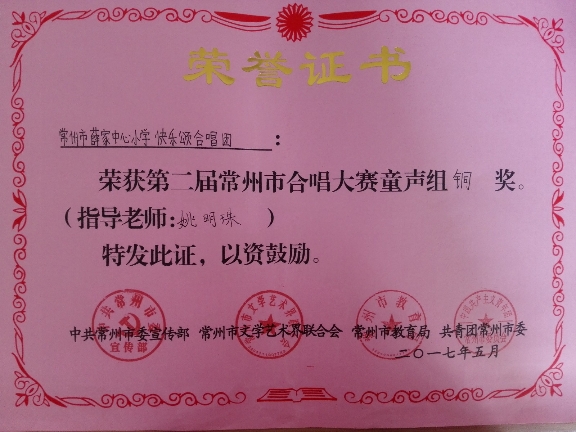 荣誉证书
常州市薛家中心小学快乐颂合唱团：
荣获第二届常州市合唱大赛童声组铜奖。
（指导老师：姚明珠）
特发此证，以资鼓励。
中共常州市委宣传部 常州市文学艺术界联合会 常州市教育局 共青团常州市委
二〇一七年五月